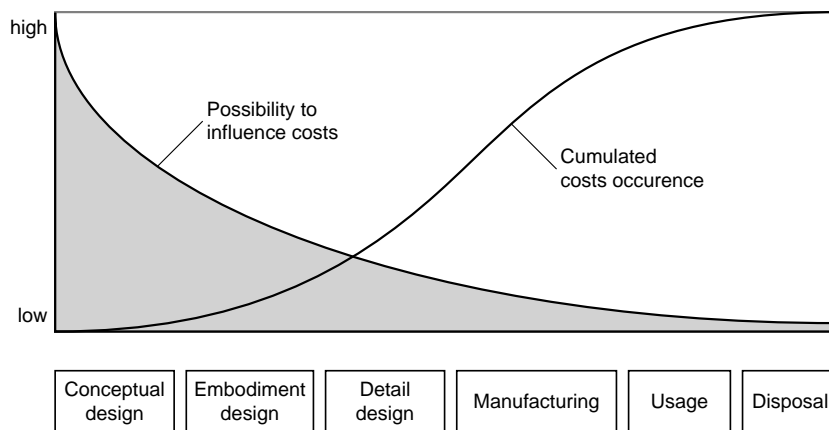 high
Possibility to
influence costs
Cumulated
costs occurence
low
Conceptual
design
Embodiment
design
Detail
design
Manufacturing
Usage
Disposal